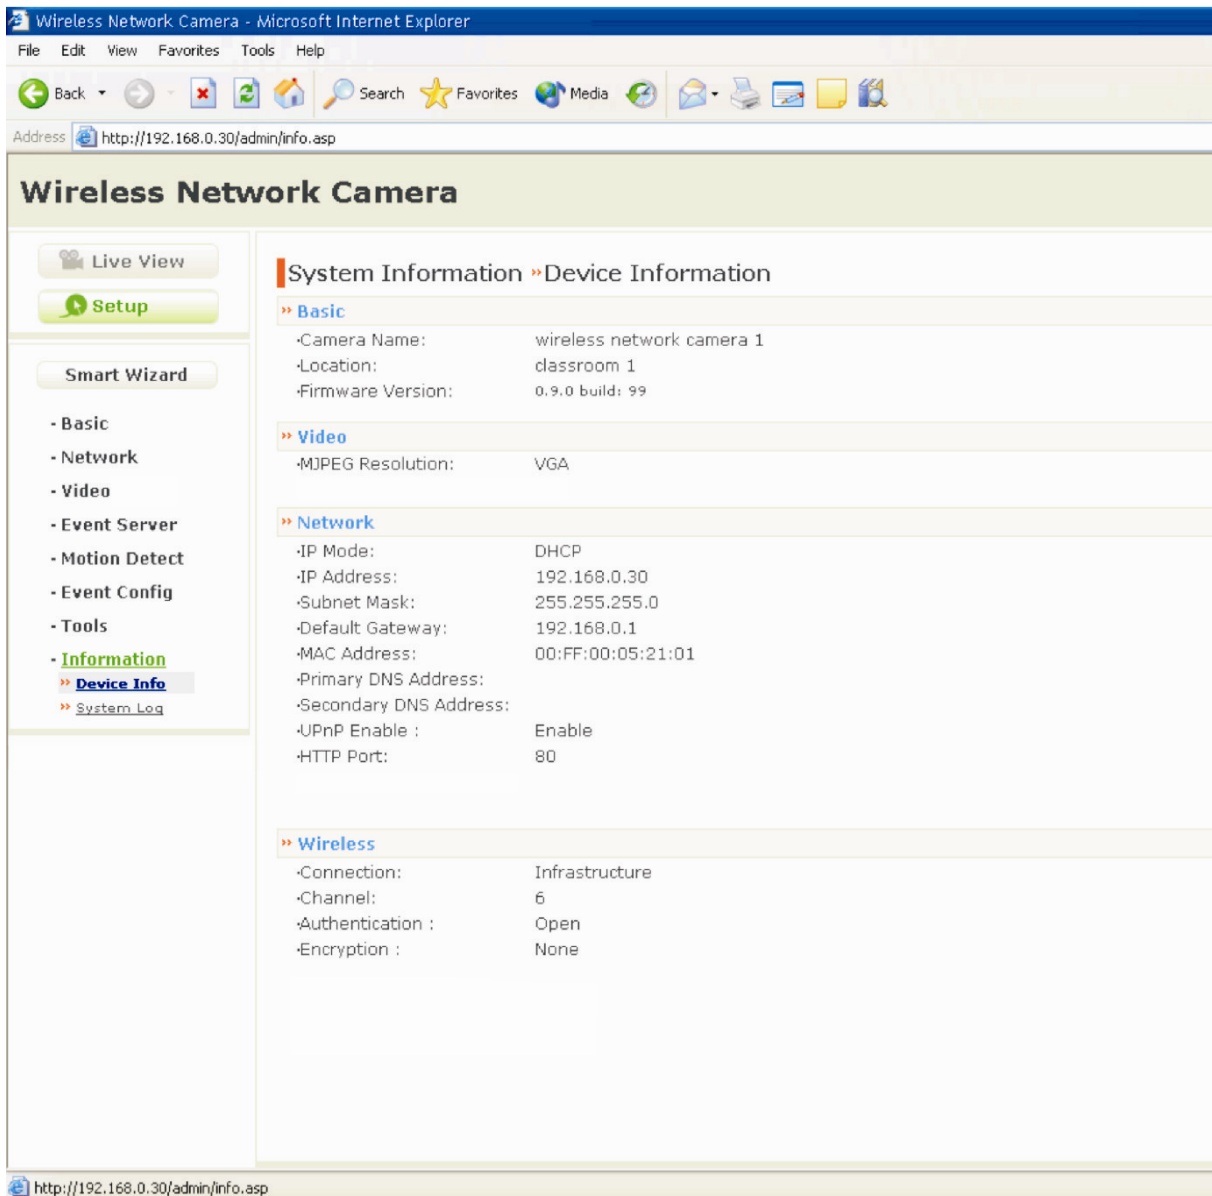 Wireless Network Camera - Microsoft Internet Explorer
File Edit View Favorites Tools Help
Back Search Favorites Media
Address http://192.168.0.30/admin/info.asp
Wireless Network Camera
Live View
Setup
Smart Wizard
- Basic
- Network
- Video
- Event Server
- Motion Detect
- Event Config
- Tools
- Information
» Device Info
» System Log
System Information »Device Information
» Basic
·Camera Name: wireless network camera 1
·Location: classroom 1
·Firmware Version: 0.9.0 build: 99
» Video
·MJPEG Resolution: VGA
» Network
·IP Mode: DHCP
·IP Address: 192.168.0.30
·Subnet Mask: 255.255.255.0
·Default Gateway: 192.168.0.1
·MAC Address: 00:FF:00:05:21:01
·Primary DNS Address:
·Secondary DNS Address:
·UPnP Enable : Enable
·HTTP Port: 80
» Wireless
·Connection: Infrastructure
·Channel: 6
·Authentication : Open
·Encryption : None
http://192.168.0.30/admin/info.asp